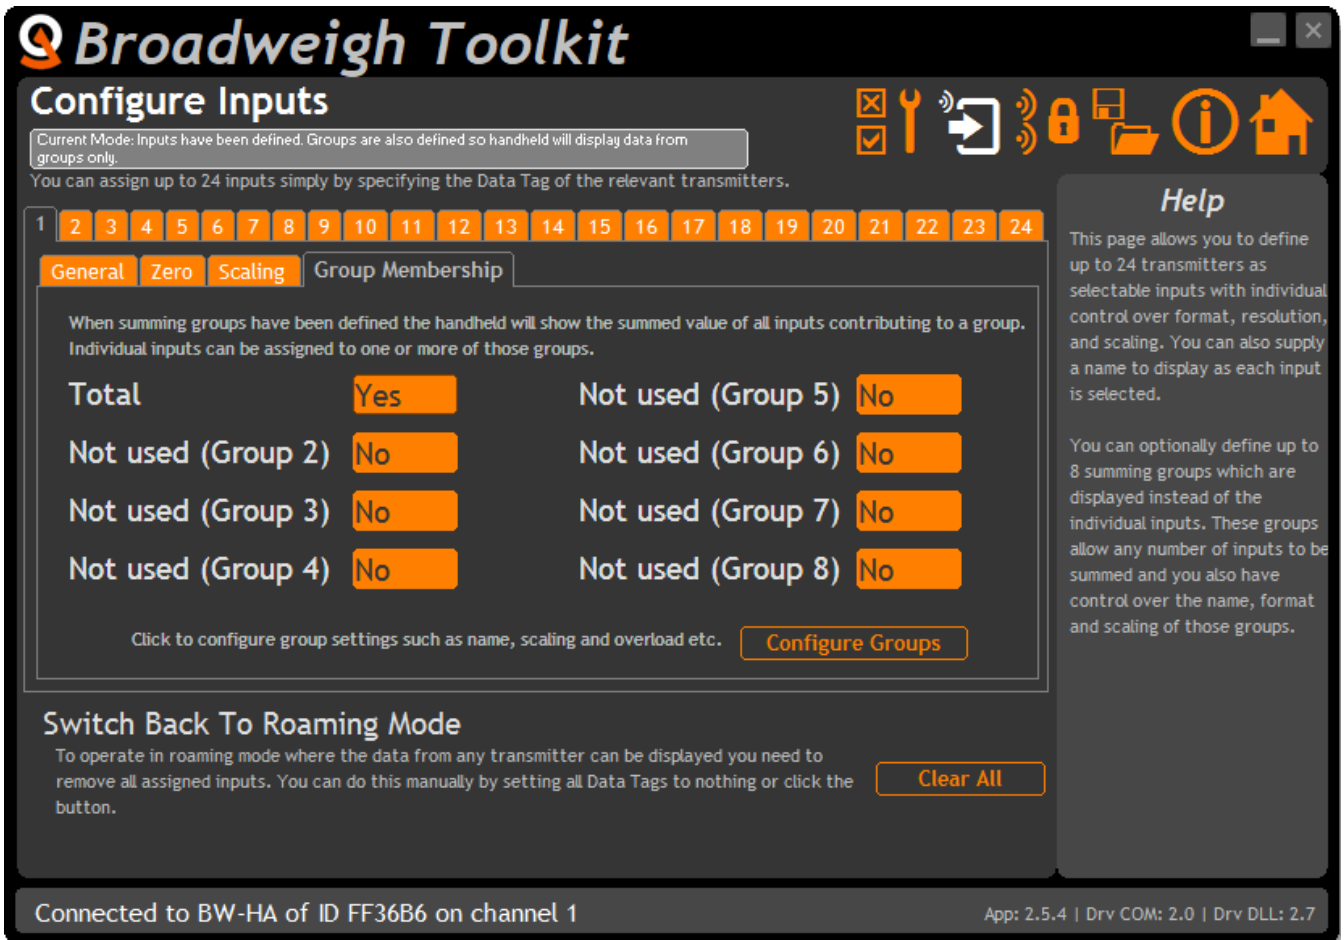 Broadweigh Toolkit
Configure Inputs
Current Mode: Inputs have been defined. Groups are also defined so handheld will display data from
groups only.
You can assign up to 24 inputs simply by specifying the Data Tag of the relevant transmitters.
1 2 3 4 5 6 7 8 9 10 11 12 13 14 15 16 17 18 19 20 21 22 23 24
General Zero Scaling Group Membership
When summing groups have been defined the handheld will show the summed value of all inputs contributing to a group.
Individual inputs can be assigned to one or more of those groups.
Total Yes Not used (Group 5) No
Not used (Group 2) No Not used (Group 6) No
Not used (Group 3) No Not used (Group 7) No
Not used (Group 4) No Not used (Group 8) No
Click to configure group settings such as name, scaling and overload etc. Configure Groups
Switch Back To Roaming Mode
To operate in roaming mode where the data from any transmitter can be displayed you need to
remove all assigned inputs. You can do this manually by setting all Data Tags to nothing or click the
button.
Clear All
Help
This page allows you to define
up to 24 transmitters as
selectable inputs with individual
control over format, resolution,
and scaling. You can also supply
a name to display as each input
is selected.
You can optionally define up to
8 summing groups which are
displayed instead of the
individual inputs. These groups
allow any number of inputs to be
summed and you also have
control over the name, format
and scaling of those groups.
Connected to BW-HA of ID FF36B6 on channel 1
App: 2.5.4 | Drv COM: 2.0 | Drv DLL: 2.7